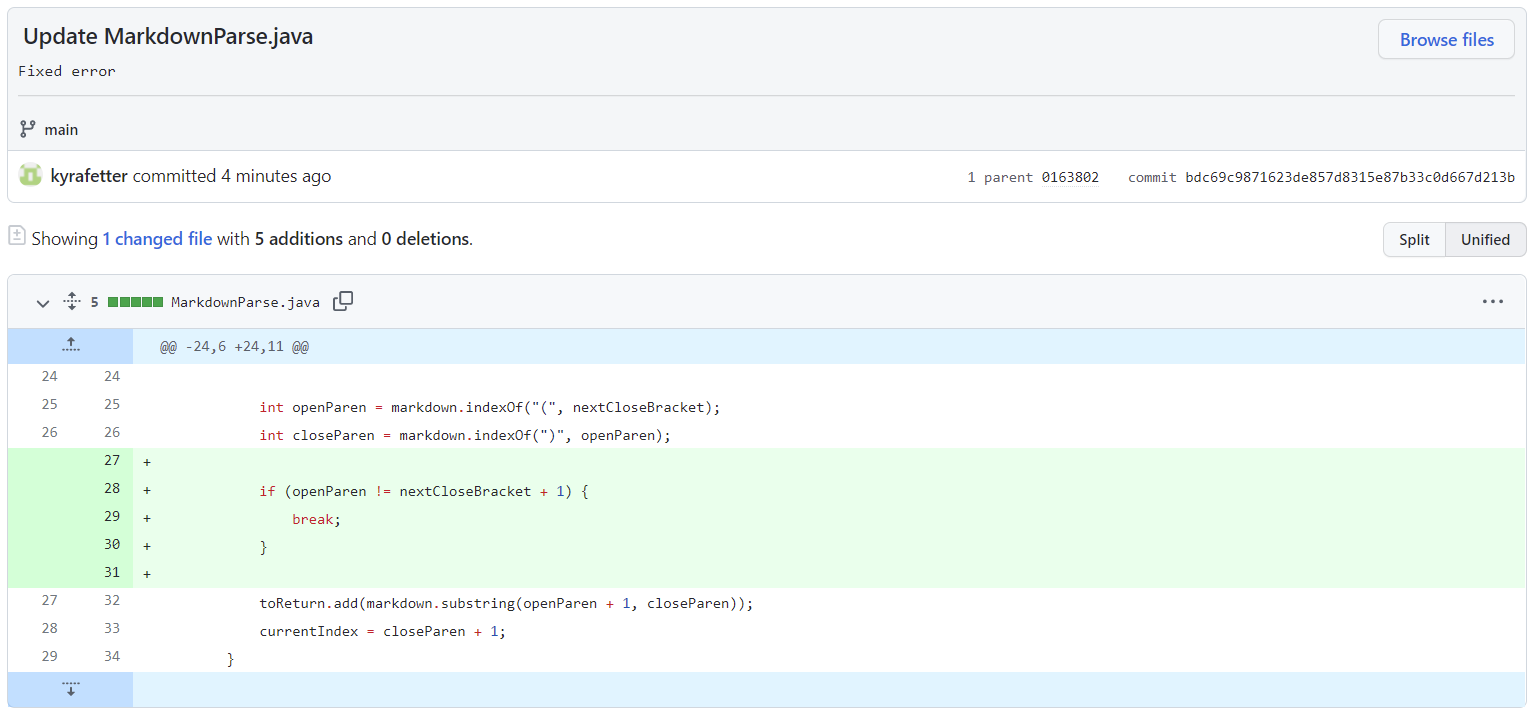 Update MarkdownParse.java
Browse files
Fixed error
main
kyrafetter committed 4 minutes ago
1 parent 0163802 commit bdc69c9871623de857d8315e87b33c0d667d213b
Showing 1 changed file with 5 additions and 0 deletions.
Split Unified
5 MarkdownParse.java
@@ -24,6 +24,11 @@
24 24
25 25 int openParen = markdown.indexOf("(", nextCloseBracket);
26 26 int closeParen = markdown.indexOf(")", openParen);
27 +
28 + if (openParen != nextCloseBracket + 1) {
29 + break;
30 + }
31 +
27 32 toReturn.add(markdown.substring(openParen + 1, closeParen));
28 33 currentIndex = closeParen + 1;
29 34 }